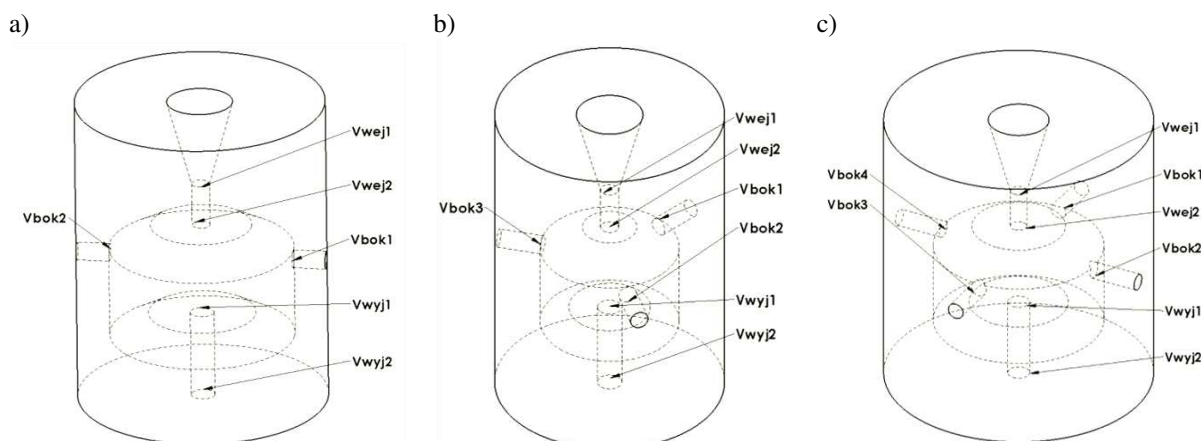 a)
Vwej1
Vwej2
Vbok2
Vbok1
Vwyj1
Vwyj2
b)
Vwej1
Vwej2
Vbok1
Vbok3
Vbok2
Vwyj1
Vwyj2
c)
Vwej1
Vbok4
Vbok1
Vbok3
Vwej2
Vbok2
Vwyj1
Vwyj2